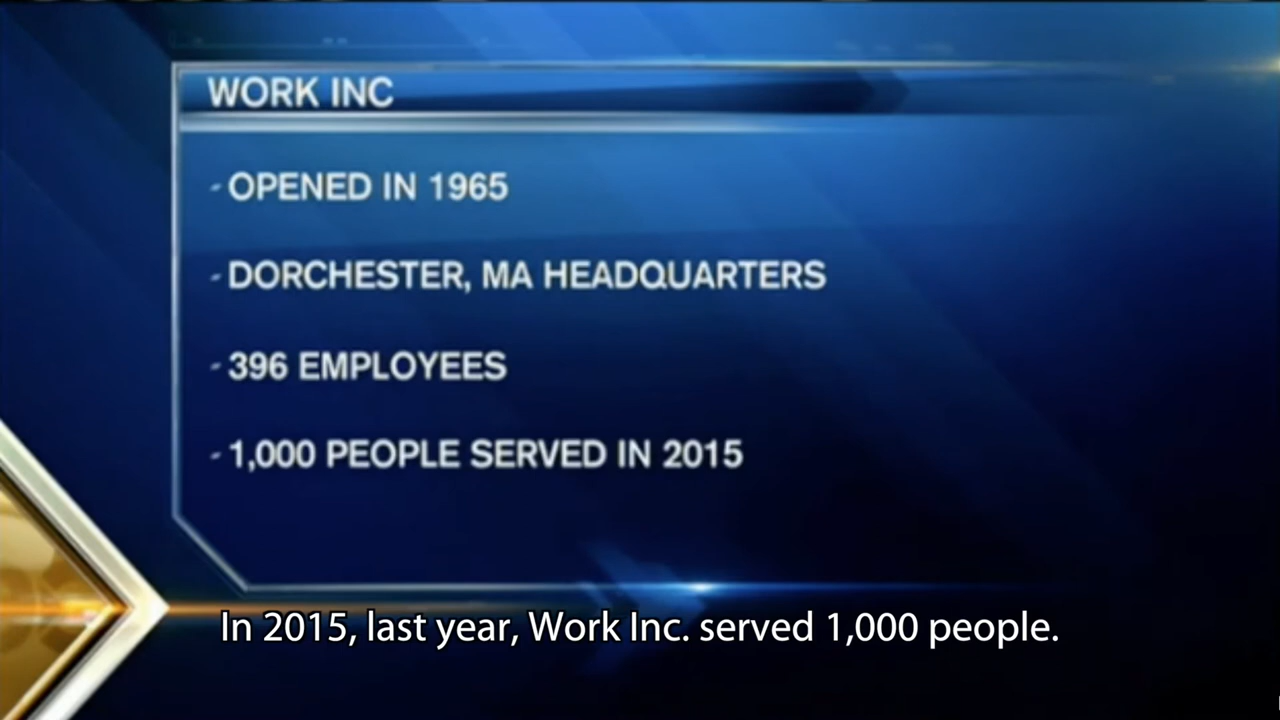 WORK INC
- OPENED IN 1965
- DORCHESTER, MA HEADQUARTERS
- 396 EMPLOYEES
- 1,000 PEOPLE SERVED IN 2015
In 2015, last year, Work Inc. served 1,000 people.